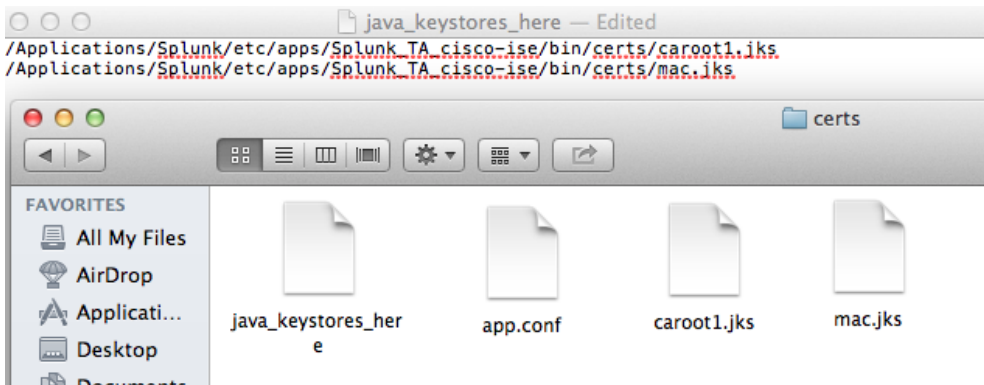 java_keystores_here — Edited
/Applications/Splunk/etc/apps/Splunk_TA_cisco-ise/bin/certs/caroot1.jks
/Applications/Splunk/etc/apps/Splunk_TA_cisco-ise/bin/certs/mac.jks
certs
FAVORITES
All My Files
AirDrop
Applicati...
Desktop
Documents
java_keystores_her
e
app.conf
caroot1.jks
mac.jks